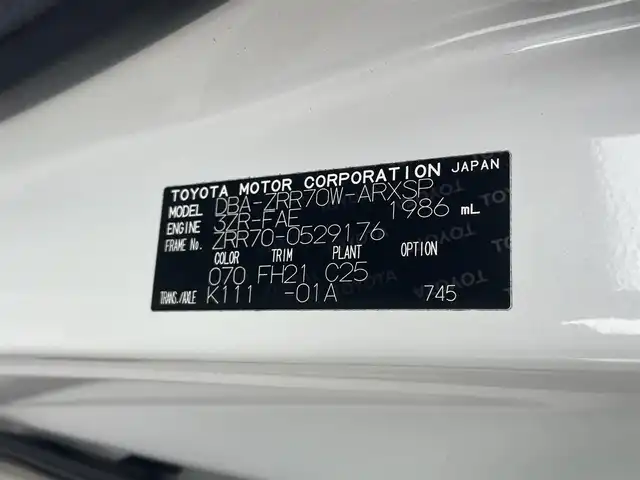 TOYOTA MOTOR CORPORATION JAPAN
MODEL DBA-ZRR70W-ARXSP
ENGINE 3ZR-FAE 1986 mL
FRAME No. ZRR70-0529176
COLOR TRIM PLANT OPTION
070 FH21 C25
TRANS./AXLE K111 -01A 745